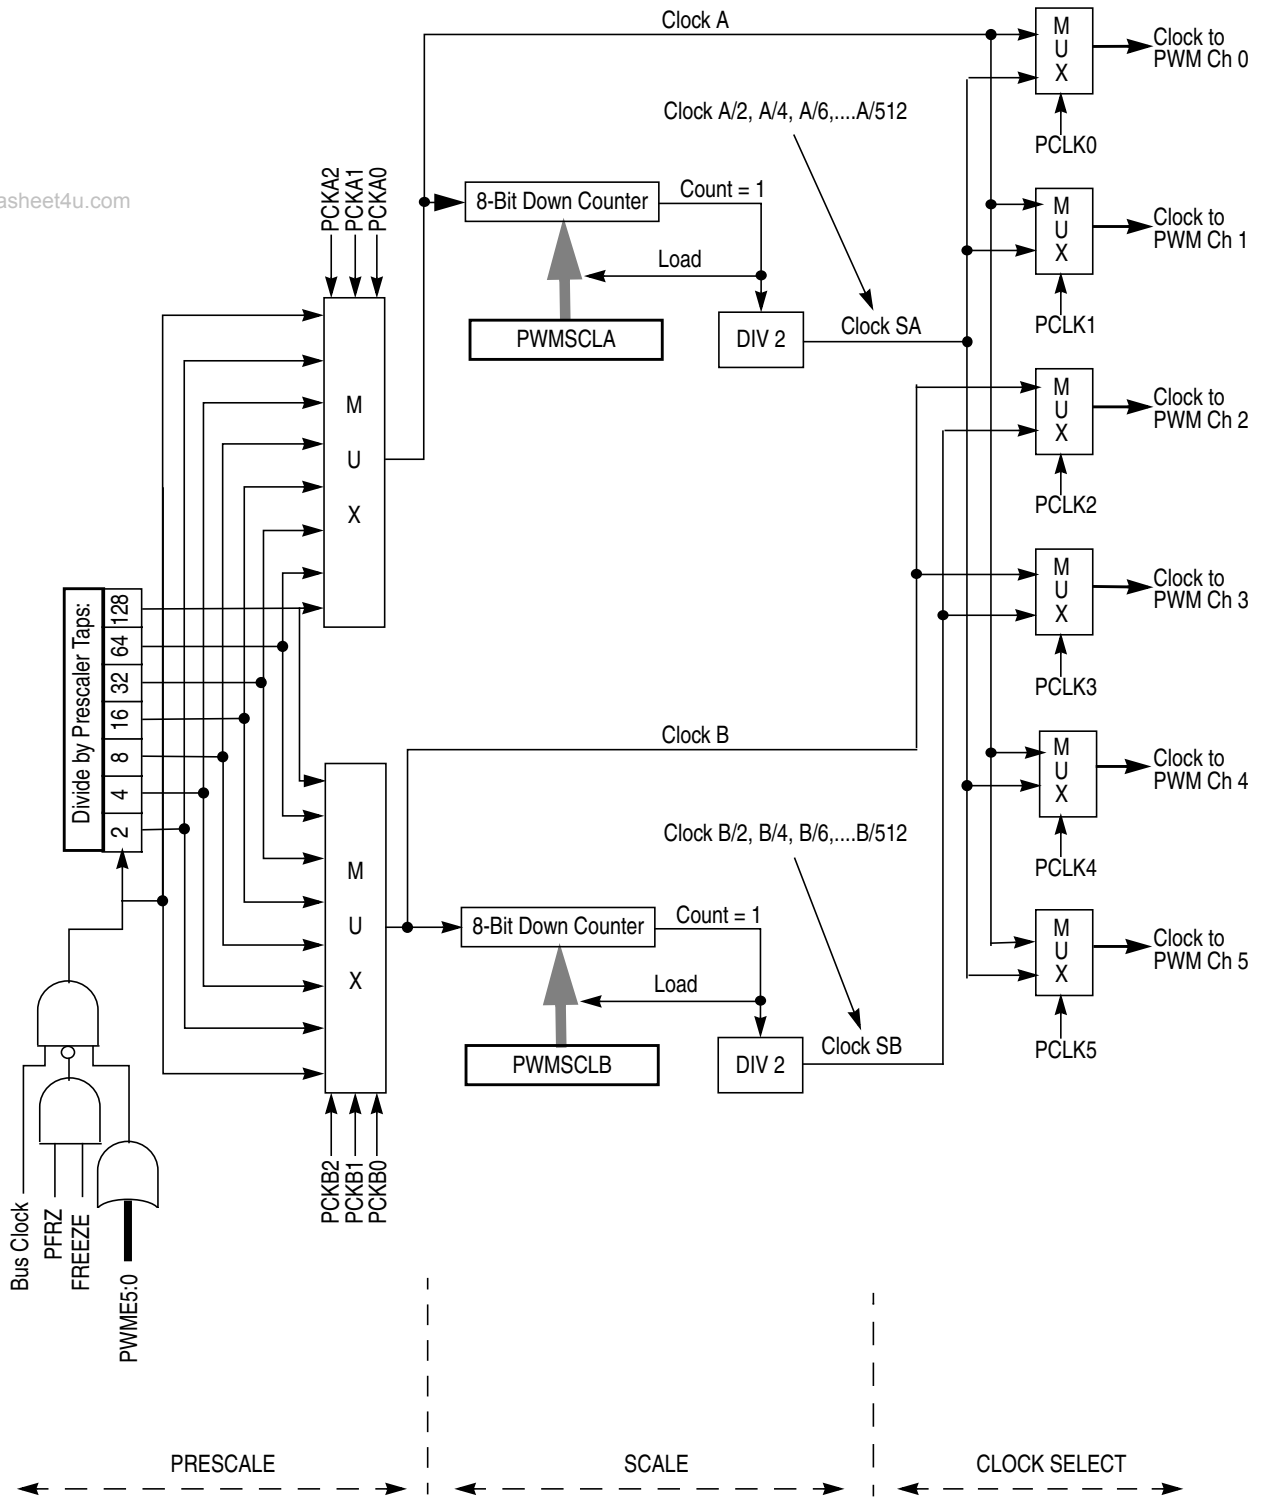 Clock A
M
U
X
Clock to
PWM Ch 0
PCLK0
Clock A/2, A/4, A/6,....A/512
asheet4u.com
PCKA2
PCKA1
PCKA0
8-Bit Down Counter
Count = 1
M
U
X
Clock to
PWM Ch 1
PCLK1
Load
PWMSCLA
DIV 2
Clock SA
M
U
X
Clock to
PWM Ch 2
PCLK2
M
U
X
M
U
X
Clock to
PWM Ch 3
PCLK3
Divide by Prescaler Taps:
128
64
32
16
8
4
2
Clock B
M
U
X
Clock to
PWM Ch 4
PCLK4
M
U
X
Clock B/2, B/4, B/6,....B/512
8-Bit Down Counter
Count = 1
Load
PWMSCLB
DIV 2
Clock SB
M
U
X
Clock to
PWM Ch 5
PCLK5
PCKB2
PCKB1
PCKB0
Bus Clock
PFRZ
FREEZE
PWME5:0
PRESCALE
SCALE
CLOCK SELECT